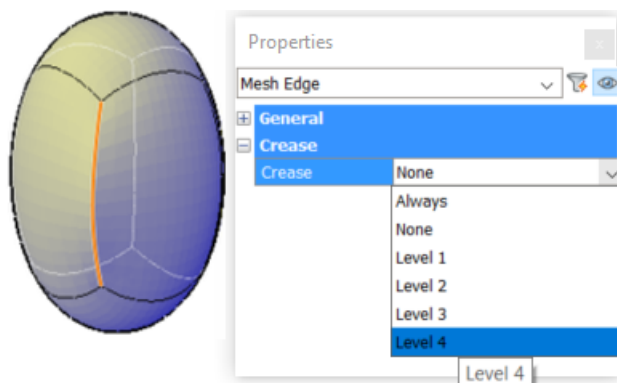 Properties
x
Mesh Edge
General
Crease
Crease None
Always
None
Level 1
Level 2
Level 3
Level 4
Level 4